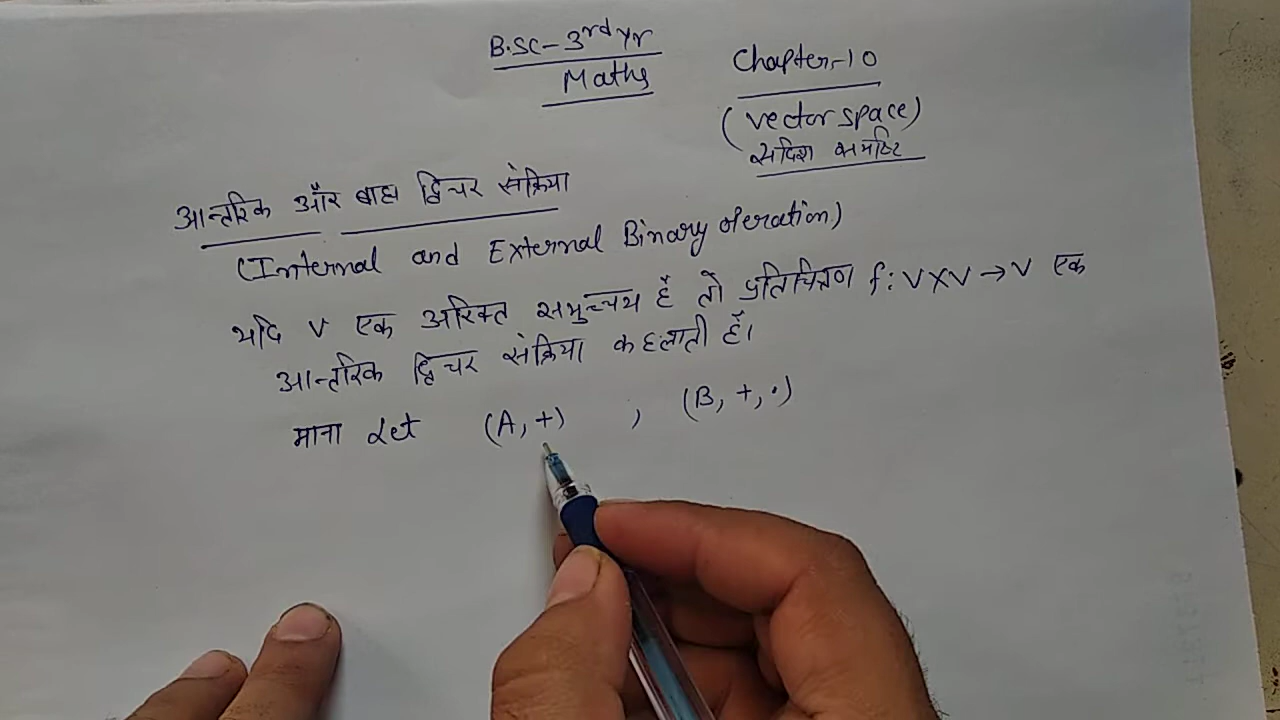 B.SC-3rd Yr
Maths
Chapter-10
(Vector space)
सदिश समष्टि
आन्तरिक और बाह्य द्विचर संक्रिया
(Internal and External Binary operation)
यदि V एक अरिक्त समुच्चय हैं तो प्रतिचित्रण f: V×V→V एक
आन्तरिक द्विचर संक्रिया कहलाती हैं।
माना Let (A, +) , (B, +, .)